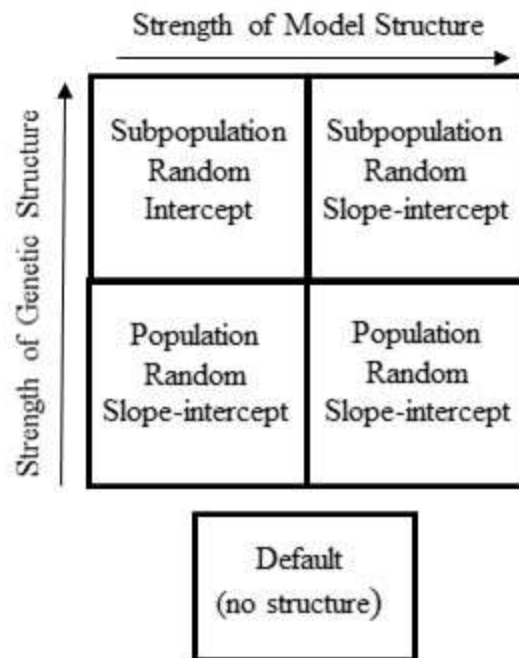 Strength of Model Structure
Strength of Genetic Structure
Subpopulation
Random
Intercept
Subpopulation
Random
Slope-intercept
Population
Random
Slope-intercept
Population
Random
Slope-intercept
Default
(no structure)